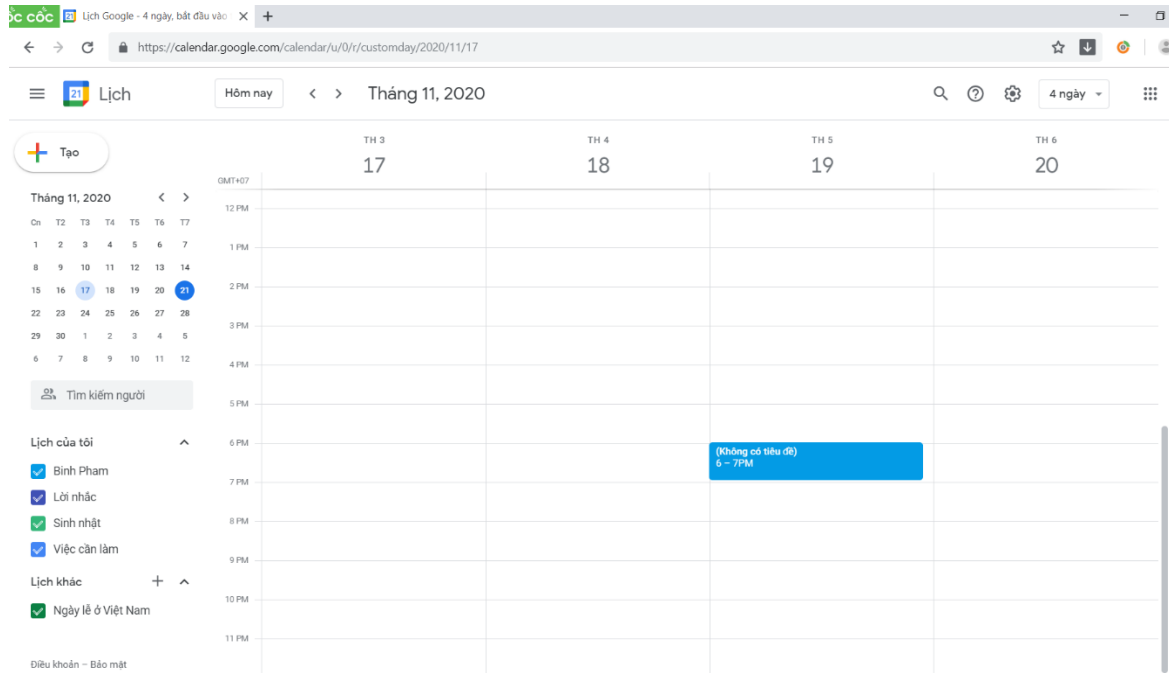 ốc cốc Lịch Google - 4 ngày, bắt đầu vào
https://calendar.google.com/calendar/u/0/r/customday/2020/11/17
21 Lịch Hôm nay Tháng 11, 2020 4 ngày
Tạo
TH 3 TH 4 TH 5 TH 6
17 18 19 20
GMT+07
Tháng 11, 2020
Cn T2 T3 T4 T5 T6 T7
1 2 3 4 5 6 7
8 9 10 11 12 13 14
15 16 17 18 19 20 21
22 23 24 25 26 27 28
29 30 1 2 3 4 5
6 7 8 9 10 11 12
Tìm kiếm người
Lịch của tôi
Binh Pham
Lời nhắc
Sinh nhật
Việc cần làm
Lịch khác
Ngày lễ ở Việt Nam
Điều khoản – Bảo mật
12 PM
1 PM
2 PM
3 PM
4 PM
5 PM
6 PM
(Không có tiêu đề)
6 – 7PM
7 PM
8 PM
9 PM
10 PM
11 PM